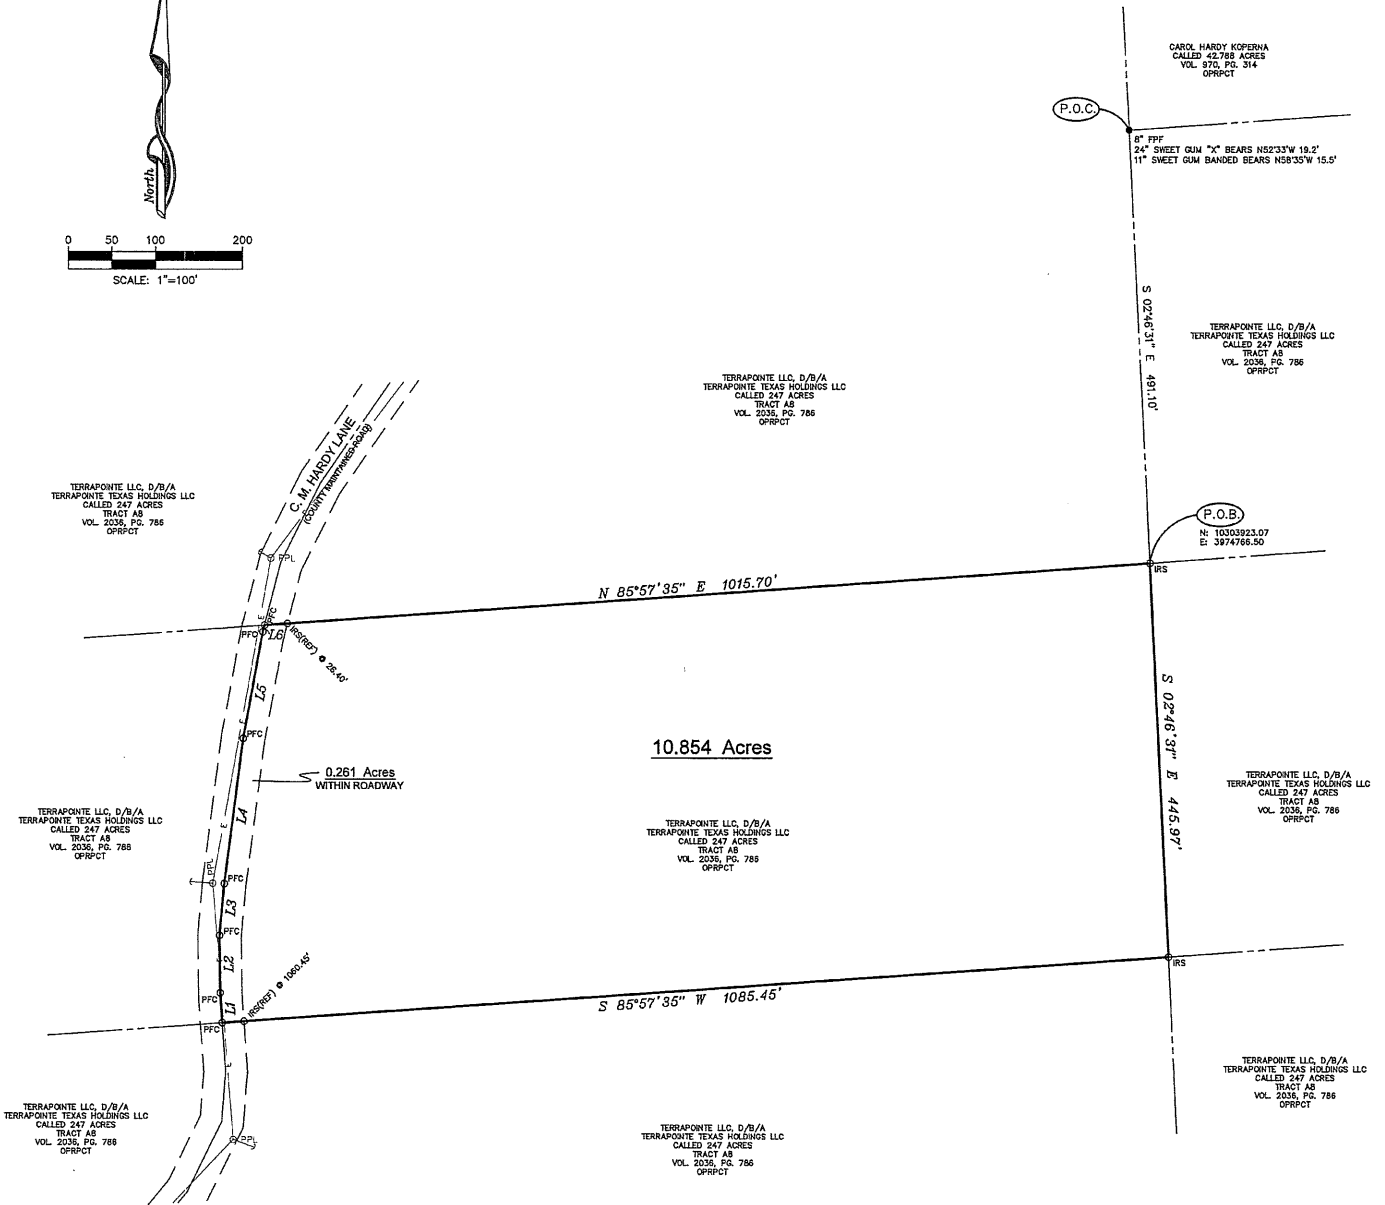 CAROL HARDY KOPERNA
CALLED 42.788 ACRES
VOL. 970, PG. 314
OPRPCT
P.O.C.
8" FPF
24" SWEET GUM "X" BEARS N52°33'W 19.2'
11" SWEET GUM BANDED BEARS N58°35'W 15.5'
North
0 50 100 200
SCALE: 1"=100'
S 02°46'31" E 491.10'
TERRAPOINTE LLC, D/B/A
TERRAPOINTE TEXAS HOLDINGS LLC
CALLED 247 ACRES
TRACT A8
VOL. 2036, PG. 786
OPRPCT
TERRAPOINTE LLC, D/B/A
TERRAPOINTE TEXAS HOLDINGS LLC
CALLED 247 ACRES
TRACT A8
VOL. 2036, PG. 786
OPRPCT
C. M. HARDY LANE
(COUNTY MAINTAINED ROAD)
TERRAPOINTE LLC, D/B/A
TERRAPOINTE TEXAS HOLDINGS LLC
CALLED 247 ACRES
TRACT A8
VOL. 2036, PG. 786
OPRPCT
P.O.B.
N: 10303923.07
E: 3974766.50
E
PPL
IRS
N 85°57'35" E 1015.70'
E
PFC
PFC
L6
IRS(REF) @ 26.40'
L5
E
PFC
S 02°46'31" E 445.97'
10.854 Acres
0.261 Acres
WITHIN ROADWAY
TERRAPOINTE LLC, D/B/A
TERRAPOINTE TEXAS HOLDINGS LLC
CALLED 247 ACRES
TRACT A8
VOL. 2036, PG. 786
OPRPCT
TERRAPOINTE LLC, D/B/A
TERRAPOINTE TEXAS HOLDINGS LLC
CALLED 247 ACRES
TRACT A8
VOL. 2036, PG. 786
OPRPCT
E
L4
TERRAPOINTE LLC, D/B/A
TERRAPOINTE TEXAS HOLDINGS LLC
CALLED 247 ACRES
TRACT A8
VOL. 2036, PG. 786
OPRPCT
PPL
PFC
L3
PFC
L2
IRS
PFC
L1
IRS(REF) @ 1060.45'
PFC
S 85°57'35" W 1085.45'
E
TERRAPOINTE LLC, D/B/A
TERRAPOINTE TEXAS HOLDINGS LLC
CALLED 247 ACRES
TRACT A8
VOL. 2036, PG. 786
OPRPCT
TERRAPOINTE LLC, D/B/A
TERRAPOINTE TEXAS HOLDINGS LLC
CALLED 247 ACRES
TRACT A8
VOL. 2036, PG. 786
OPRPCT
PPL
TERRAPOINTE LLC, D/B/A
TERRAPOINTE TEXAS HOLDINGS LLC
CALLED 247 ACRES
TRACT A8
VOL. 2036, PG. 786
OPRPCT